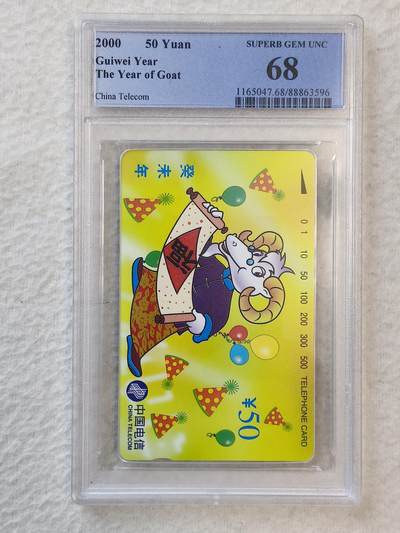 2000 50 Yuan
Guiwei Year
The Year of Goat
China Telecom
SUPERB GEM UNC
68
1165047.68/88863596
癸未年
福
0 1 10 50 100 200 300 500 TELEPHONE CARD
¥50
中国电信
CHINA TELECOM